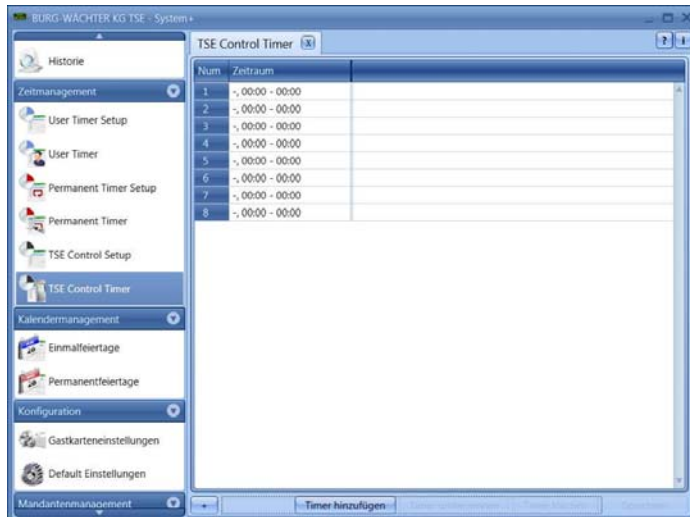 BURG-WÄCHTER KG TSE - System+
Historie
Zeitmanagement
User Timer Setup
User Timer
Permanent Timer Setup
Permanent Timer
TSE Control Setup
TSE Control Timer
Kalendermanagement
Einmalfeiertage
Permanentfeiertage
Konfiguration
Gastkarteneinstellungen
Default Einstellungen
Mandantenmanagement
TSE Control Timer x
? i
Num Zeitraum
1 -, 00:00 - 00:00
2 -, 00:00 - 00:00
3 -, 00:00 - 00:00
4 -, 00:00 - 00:00
5 -, 00:00 - 00:00
6 -, 00:00 - 00:00
7 -, 00:00 - 00:00
8 -, 00:00 - 00:00
+ Timer hinzufügen